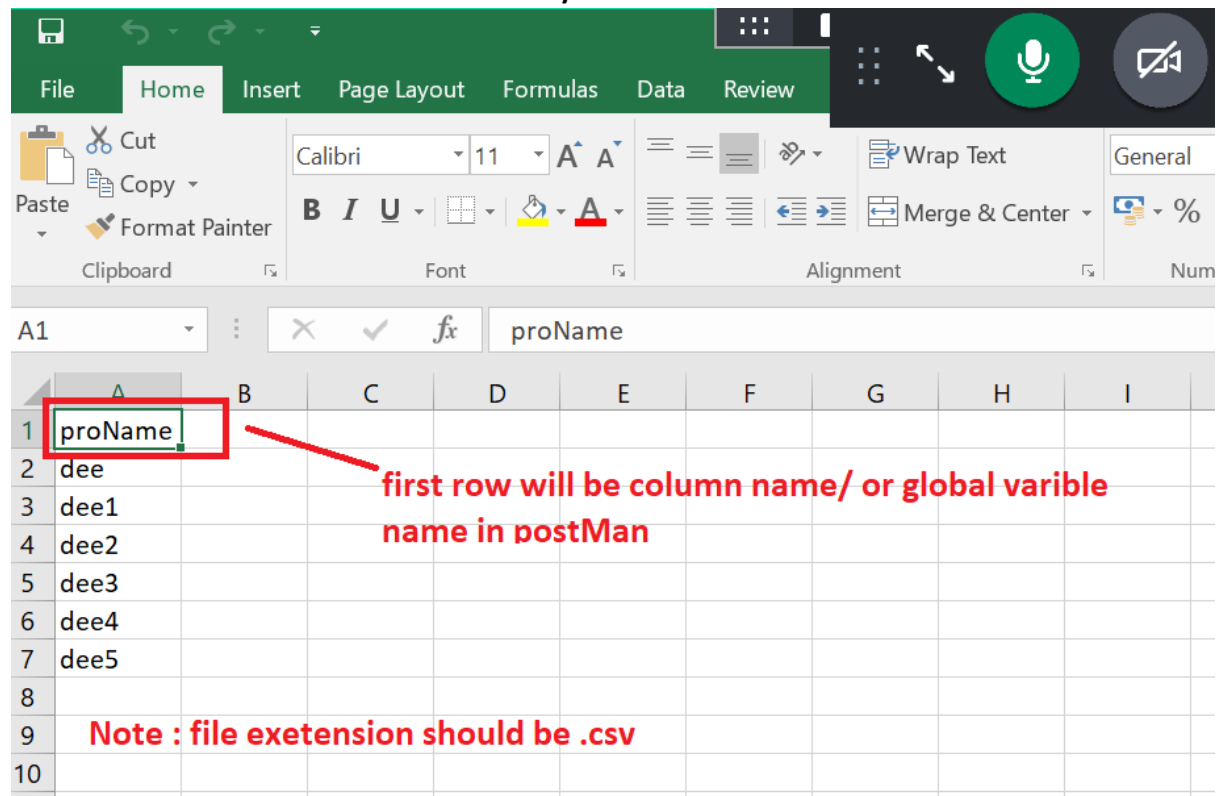 File Home Insert Page Layout Formulas Data Review
Cut
Copy
Paste
Format Painter
Calibri 11 A A
Wrap Text
General
B I U A
Merge & Center %
Clipboard Font Alignment Num
A1 fx proName
A B C D E F G H I
1 proName
2 dee
3 dee1
4 dee2
5 dee3
6 dee4
7 dee5
8
9
10
first row will be column name/ or global varible
name in postMan
Note : file exetension should be .csv